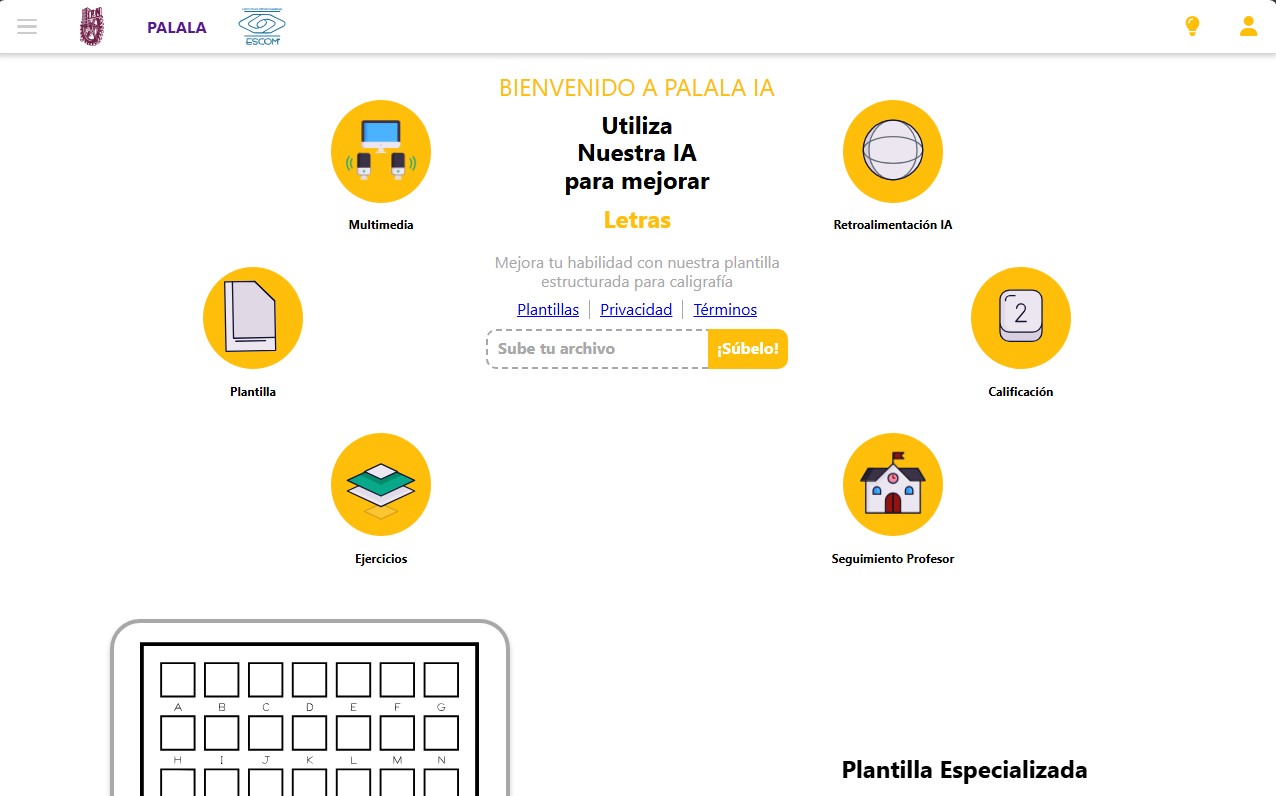 PALALA
ESCOM
BIENVENIDO A PALALA IA
Utiliza
Nuestra IA
para mejorar
Letras
Mejora tu habilidad con nuestra plantilla
estructurada para caligrafía
Plantillas | Privacidad | Términos
Sube tu archivo ¡Súbelo!
Multimedia
Retroalimentación IA
2
Plantilla
Calificación
Ejercicios
Seguimiento Profesor
A B C D E F G
H I J K L M N
Plantilla Especializada